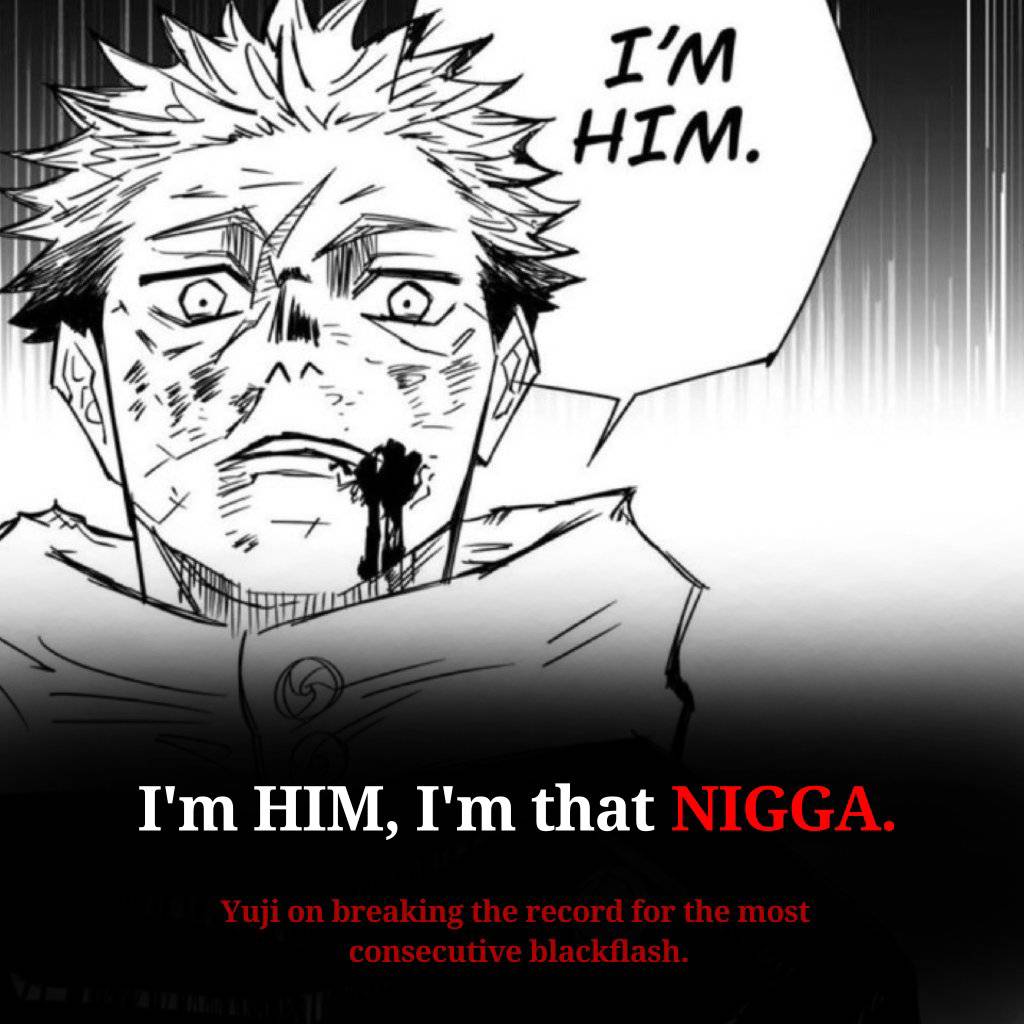 I'M
HIM.
I'm HIM, I'm that NIGGA.
Yuji on breaking the record for the most
consecutive blackflash.